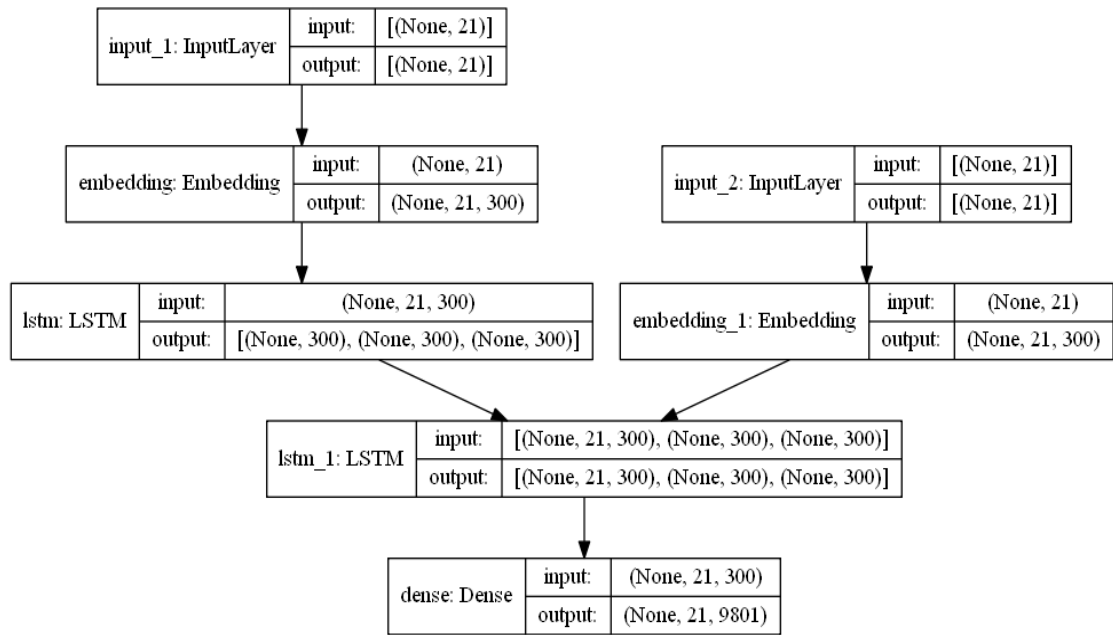 input_1: InputLayer
input: [(None, 21)]
output: [(None, 21)]
embedding: Embedding
input: (None, 21)
output: (None, 21, 300)
input_2: InputLayer
input: [(None, 21)]
output: [(None, 21)]
lstm: LSTM
input: (None, 21, 300)
output: [(None, 300), (None, 300), (None, 300)]
embedding_1: Embedding
input: (None, 21)
output: (None, 21, 300)
lstm_1: LSTM
input: [(None, 21, 300), (None, 300), (None, 300)]
output: [(None, 21, 300), (None, 300), (None, 300)]
dense: Dense
input: (None, 21, 300)
output: (None, 21, 9801)